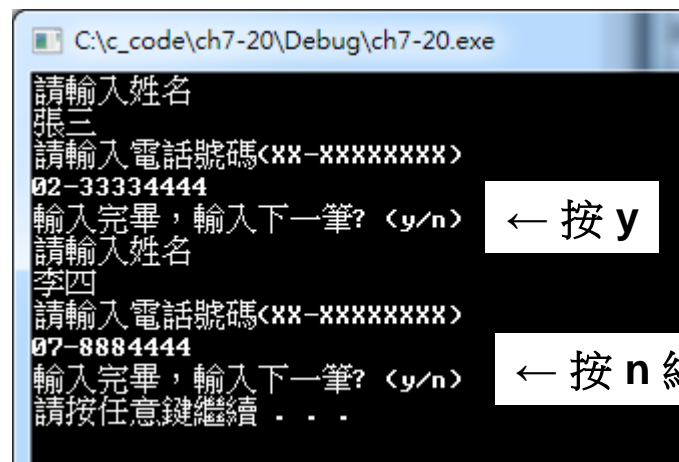 C:\c_code\ch7-20\Debug\ch7-20.exe
請輸入姓名
張三
請輸入電話號碼(XX-XXXXXXXX)
02-33334444
輸入完畢，輸入下一筆? (y/n)
← 按 y
請輸入姓名
李四
請輸入電話號碼(XX-XXXXXXXX)
07-8884444
輸入完畢，輸入下一筆? (y/n)
← 按 n
請按任意鍵繼續 . . .